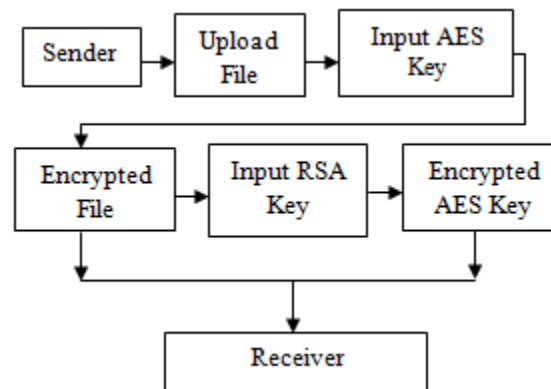 Sender
Upload
File
Input AES
Key
Encrypted
File
Input RSA
Key
Encrypted
AES Key
Receiver